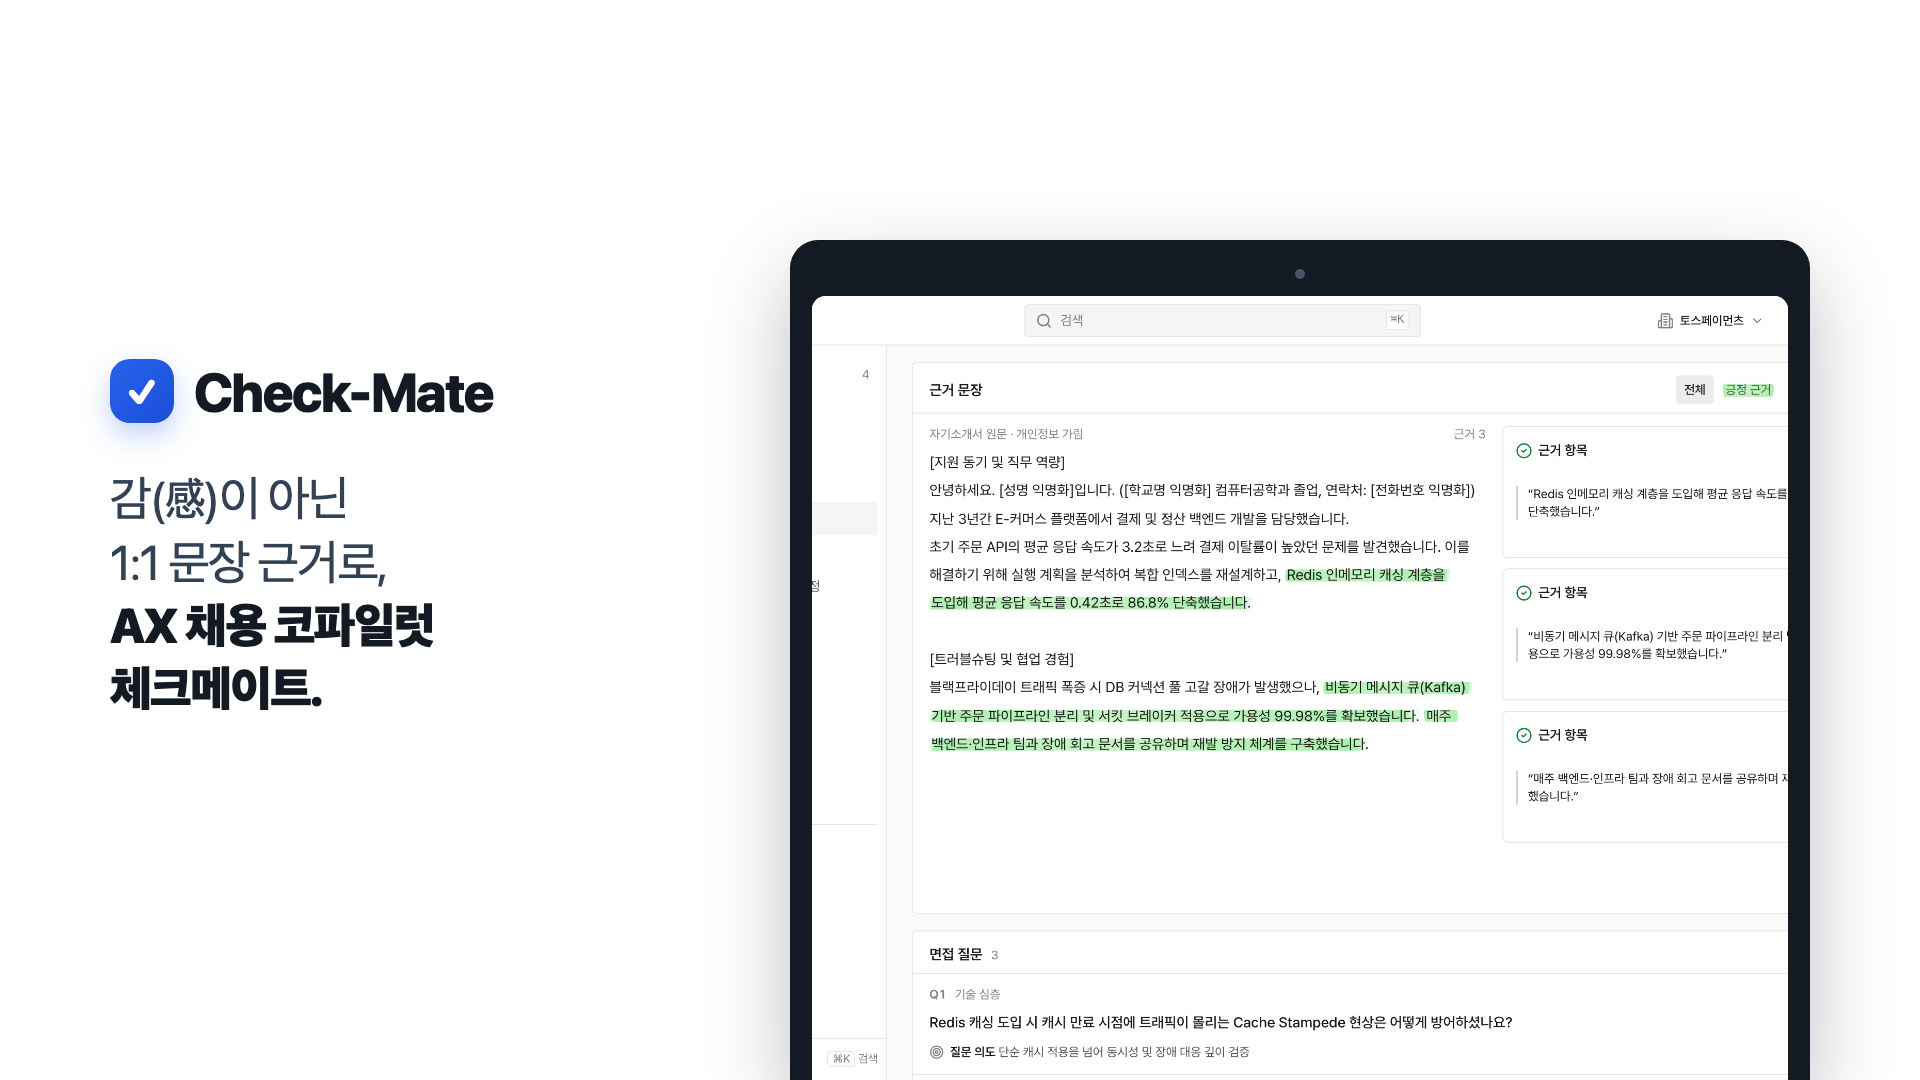 Check-Mate
감(感)이 아닌
1:1 문장 근거로,
AX 채용 코파일럿
체크메이트.
검색
⌘K
토스페이먼츠
4
정
⌘K 검색
근거 문장
전체
긍정 근거
자기소개서 원문 · 개인정보 가림
근거 3
[지원 동기 및 직무 역량]
안녕하세요. [성명 익명화]입니다. ([학교명 익명화] 컴퓨터공학과 졸업, 연락처: [전화번호 익명화])
지난 3년간 E-커머스 플랫폼에서 결제 및 정산 백엔드 개발을 담당했습니다.
초기 주문 API의 평균 응답 속도가 3.2초로 느려 결제 이탈률이 높았던 문제를 발견했습니다. 이를
해결하기 위해 실행 계획을 분석하여 복합 인덱스를 재설계하고, Redis 인메모리 캐싱 계층을
도입해 평균 응답 속도를 0.42초로 86.8% 단축했습니다.
[트러블슈팅 및 협업 경험]
블랙프라이데이 트래픽 폭증 시 DB 커넥션 풀 고갈 장애가 발생했으나, 비동기 메시지 큐(Kafka)
기반 주문 파이프라인 분리 및 서킷 브레이커 적용으로 가용성 99.98%를 확보했습니다. 매주
백엔드·인프라 팀과 장애 회고 문서를 공유하며 재발 방지 체계를 구축했습니다.
근거 항목
“Redis 인메모리 캐싱 계층을 도입해 평균 응답 속도를
단축했습니다.”
근거 항목
“비동기 메시지 큐(Kafka) 기반 주문 파이프라인 분리
용으로 가용성 99.98%를 확보했습니다.”
근거 항목
“매주 백엔드·인프라 팀과 장애 회고 문서를 공유하며
했습니다.”
면접 질문 3
Q1 기술 심층
Redis 캐싱 도입 시 캐시 만료 시점에 트래픽이 몰리는 Cache Stampede 현상은 어떻게 방어하셨나요?
질문 의도 단순 캐시 적용을 넘어 동시성 및 장애 대응 깊이 검증